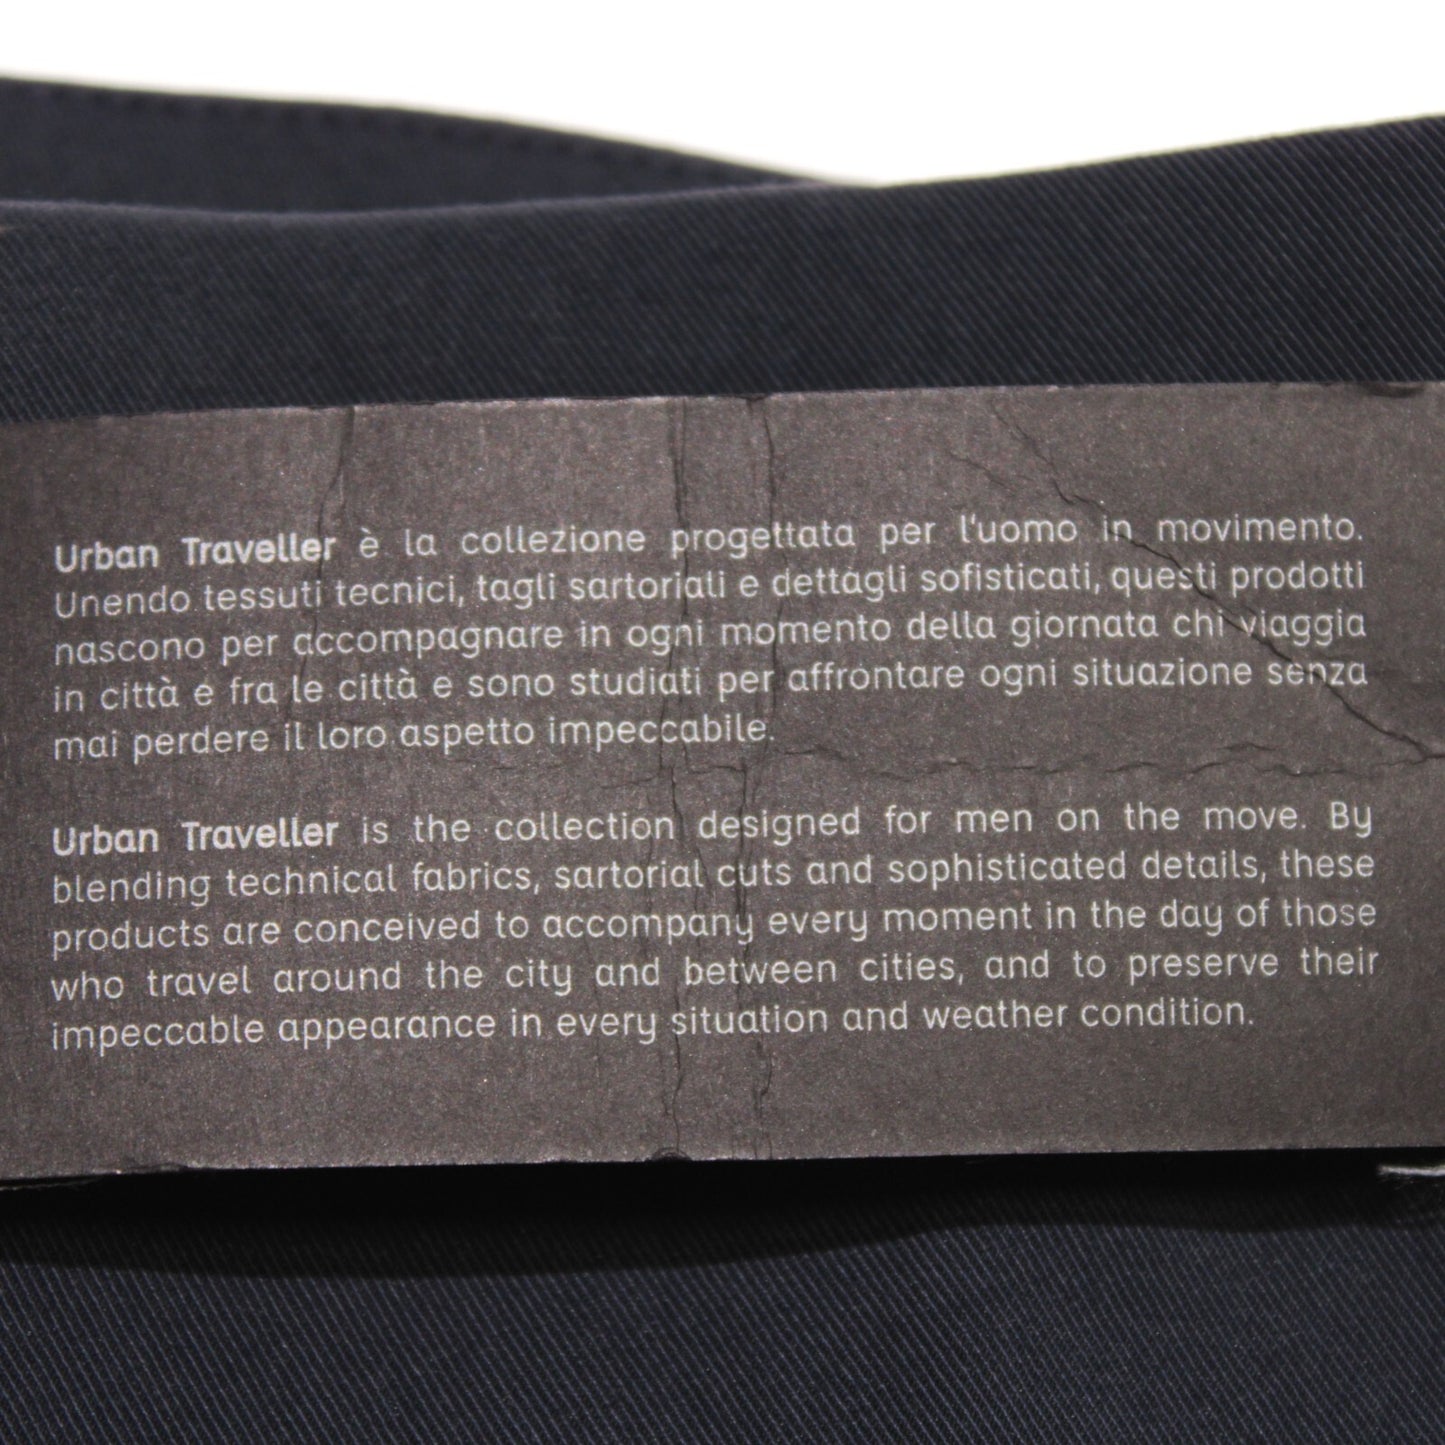 Urban Traveller è la collezione progettata per l'uomo in movimento.
Unendo tessuti tecnici, tagli sartoriali e dettagli sofisticati, questi prodotti
nascono per accompagnare in ogni momento della giornata chi viaggia
in città e fra le città e sono studiati per affrontare ogni situazione senza
mai perdere il loro aspetto impeccabile.
Urban Traveller is the collection designed for men on the move. By
blending technical fabrics, sartorial cuts and sophisticated details, these
products are conceived to accompany every moment in the day of those
who travel around the city and between cities, and to preserve their
impeccable appearance in every situation and weather condition.